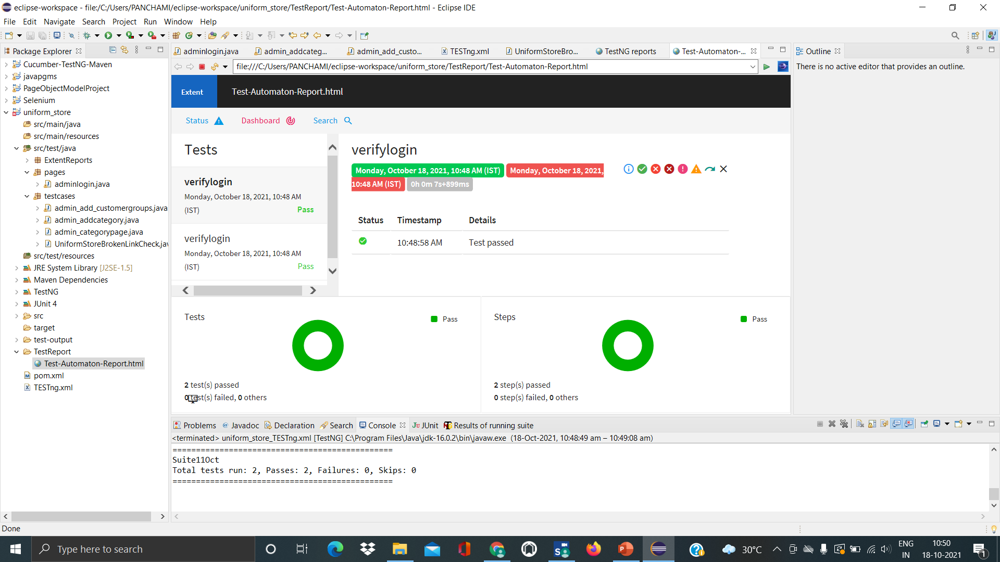 eclipse-workspace - file:/C:/Users/PANCHAMI/eclipse-workspace/uniform_store/TestReport/Test-Automaton-Report.html - Eclipse IDE
File Edit Navigate Search Project Run Window Help
Package Explorer
Cucumber-TestNG-Maven
javapgms
PageObjectModelProject
Selenium
uniform_store
src/main/java
src/main/resources
src/test/java
ExtentReports
pages
adminlogin.java
testcases
admin_add_customergroups.java
admin_addcategory.java
admin_categorypage.java
UniformStoreBrokenLinkCheck.jav
src/test/resources
JRE System Library [J2SE-1.5]
Maven Dependencies
TestNG
JUnit 4
src
target
test-output
TestReport
Test-Automaton-Report.html
pom.xml
TESTng.xml
adminlogin.java admin_addcateg... admin_add_custo... TESTng.xml UniformStoreBro... TestNG reports Test-Automaton-...
file:///C:/Users/PANCHAMI/eclipse-workspace/uniform_store/TestReport/Test-Automaton-Report.html
Extent Test-Automaton-Report.html
Status Dashboard Search
Tests
verifylogin
Monday, October 18, 2021, 10:48 AM
(IST) Pass
verifylogin
Monday, October 18, 2021, 10:48 AM
(IST) Pass
verifylogin
Monday, October 18, 2021, 10:48 AM (IST) Monday, October 18, 2021,
10:48 AM (IST) 0h 0m 7s+899ms
Status Timestamp Details
10:48:58 AM Test passed
Tests Pass
2 test(s) passed
0 test(s) failed, 0 others
Steps Pass
2 step(s) passed
0 step(s) failed, 0 others
Outline
There is no active editor that provides an outline.
Problems Javadoc Declaration Search Console JUnit Results of running suite
<terminated> uniform_store_TESTng.xml [TestNG] C:\Program Files\Java\jdk-16.0.2\bin\javaw.exe (18-Oct-2021, 10:48:49 am – 10:49:08 am)
===============================================
Suite11Oct
Total tests run: 2, Passes: 2, Failures: 0, Skips: 0
===============================================
Done
Type here to search
30°C
ENG
IN
10:50
18-10-2021
1